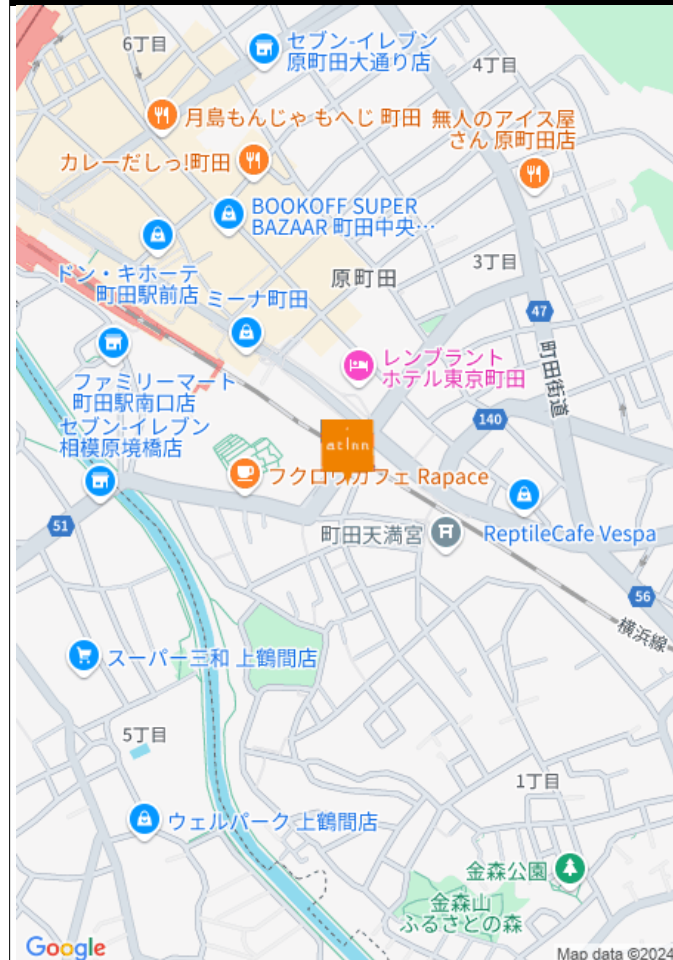 6丁目
セブン-イレブン
原町田大通り店
4丁目
月島もんじゃ もへじ 町田
無人のアイス屋
さん 原町田店
カレーだしっ!町田
BOOKOFF SUPER
BAZAAR 町田中央…
3丁目
原町田
ドン・キホーテ
町田駅前店
ミーナ町田
47
町田街道
レンブラント
ホテル東京町田
ファミリーマート
町田駅南口店
セブン-イレブン
相模原境橋店
140
at inn
フクロウカフェ Rapace
51
町田天満宮
ReptileCafe Vespa
56
横浜線
スーパー三和 上鶴間店
5丁目
1丁目
ウェルパーク 上鶴間店
金森公園
金森山
ふるさとの森
Google
Map data ©2024